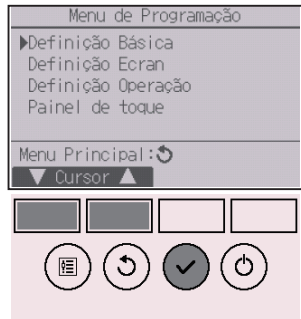 Menu de Programação
Definição Básica
Definição Ecran
Definição Operação
Painel de toque
Menu Principal:
Cursor